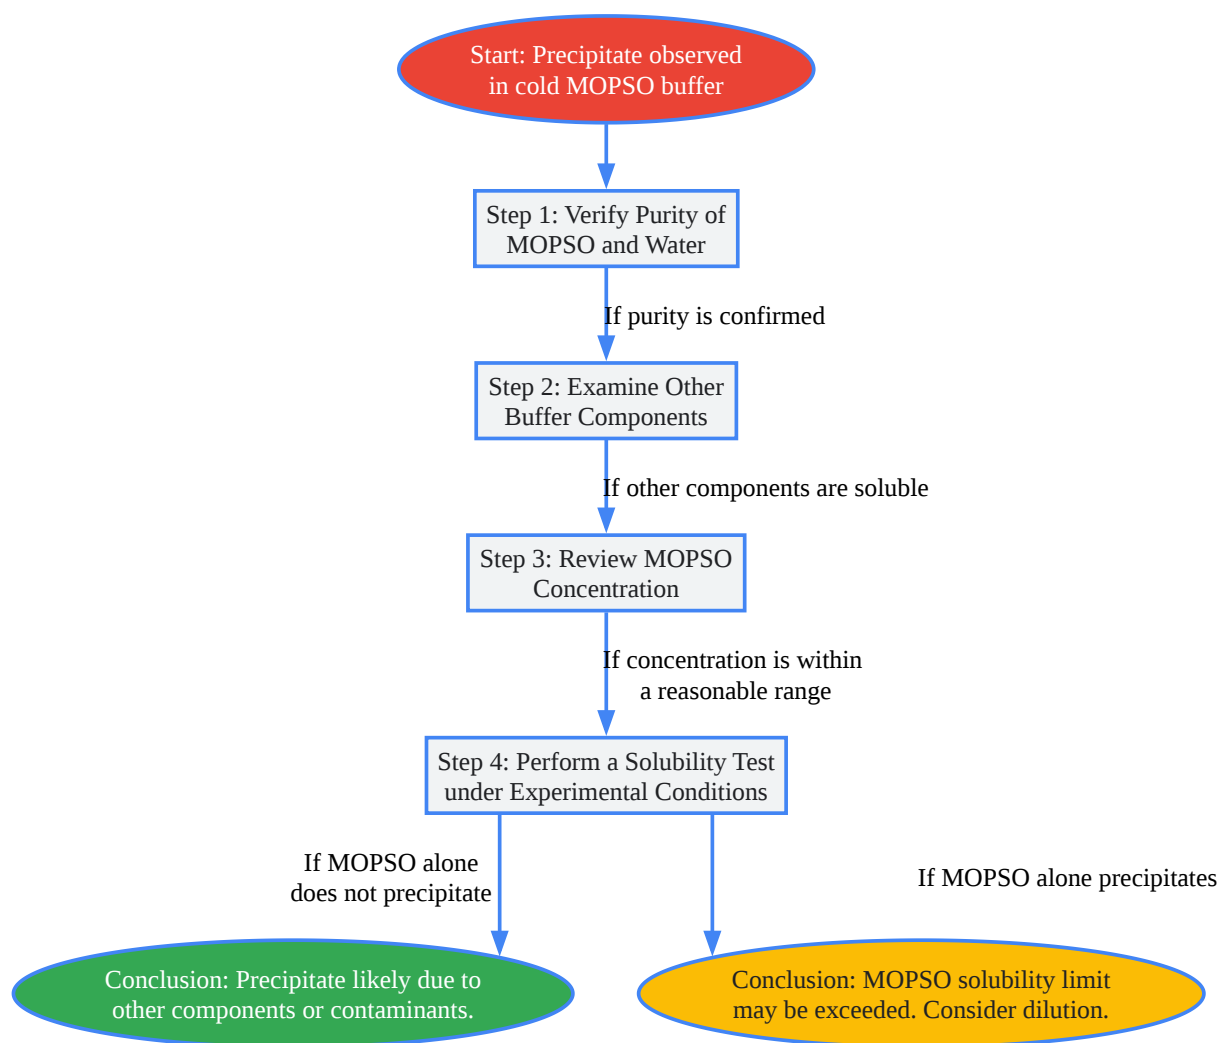 Start: Precipitate observed
in cold MOPSO buffer
Step 1: Verify Purity of
MOPSO and Water
If purity is confirmed
Step 2: Examine Other
Buffer Components
If other components are soluble
Step 3: Review MOPSO
Concentration
If concentration is within
a reasonable range
Step 4: Perform a Solubility Test
under Experimental Conditions
If MOPSO alone
does not precipitate
If MOPSO alone precipitates
Conclusion: Precipitate likely due to
other components or contaminants.
Conclusion: MOPSO solubility limit
may be exceeded. Consider dilution.